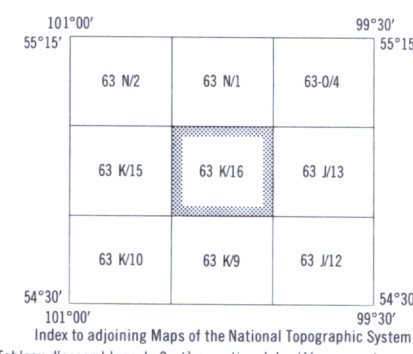 101°00' 99°30'
55°15' 55°15'
63 N/2 63 N/1 63-0/4
63 K/15 63 K/16 63 J/13
63 K/10 63 K/9 63 J/12
54°30' 54°30'
101°00' 99°30'
Index to adjoining Maps of the National Topographic System